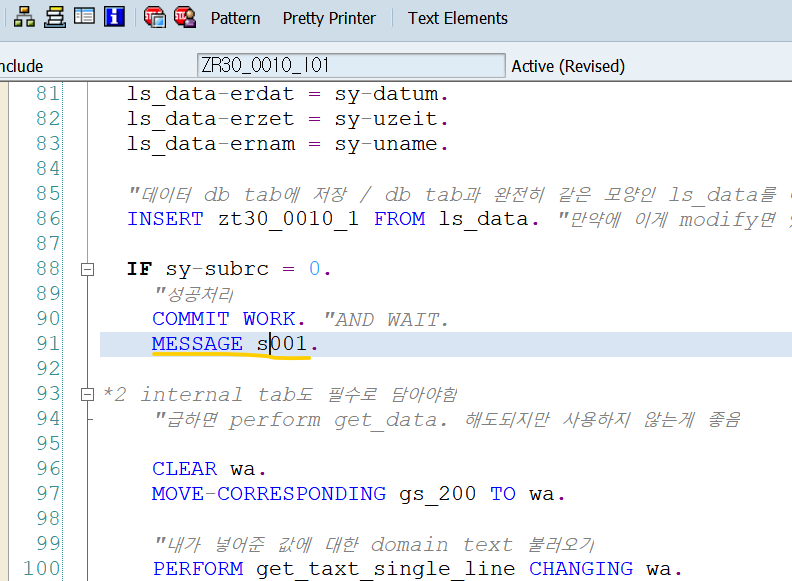 Pattern Pretty Printer Text Elements
nclude ZR30_0010_I01 Active (Revised)
81 ls_data-erdat = sy-datum.
82 ls_data-erzet = sy-uzeit.
83 ls_data-ernam = sy-uname.
84
85 "데이터 db tab에 저장 / db tab과 완전히 같은 모양인 ls_data를
86 INSERT zt30_0010_1 FROM ls_data. "만약에 이게 modify면
87
88 IF sy-subrc = 0.
89 "성공처리
90 COMMIT WORK. "AND WAIT.
91 MESSAGE s001.
92
93 *2 internal tab도 필수로 담아야함
94 "급하면 perform get_data. 해도되지만 사용하지 않는게 좋음
95
96 CLEAR wa.
97 MOVE-CORRESPONDING gs_200 TO wa.
98
99 "내가 넣어준 값에 대한 domain text 불러오기
100 PERFORM get_taxt_single_line CHANGING wa.